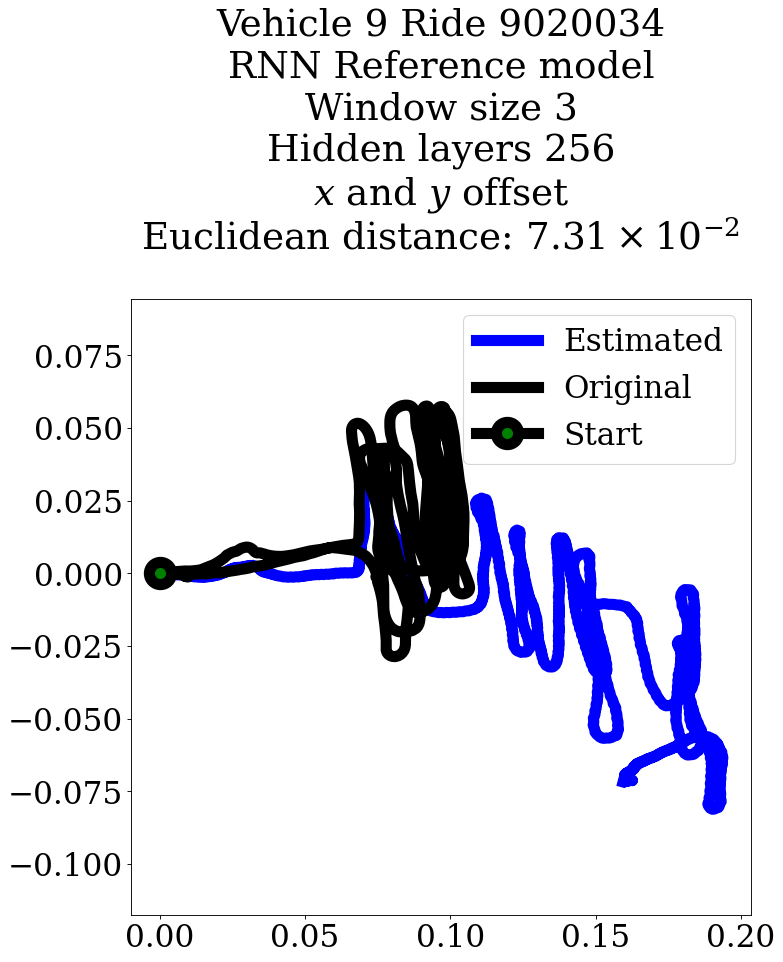 Vehicle 9 Ride 9020034
RNN Reference model
Window size 3
Hidden layers 256
x and y offset
Euclidean distance: 7.31 × 10⁻²
Estimated
Original
Start
0.075
0.050
0.025
0.000
−0.025
−0.050
−0.075
−0.100
0.00 0.05 0.10 0.15 0.20